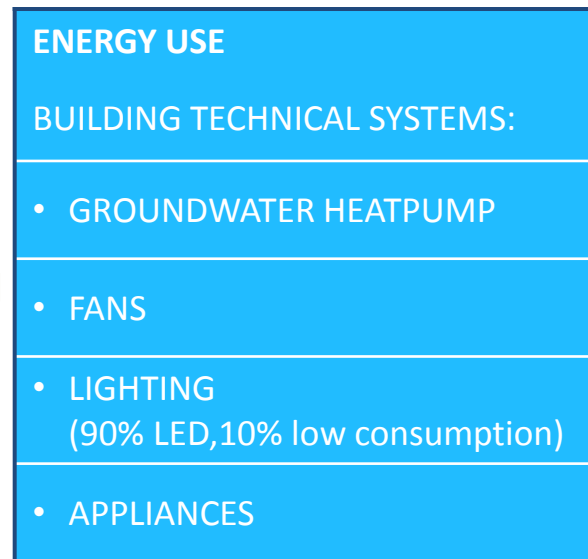 ENERGY USE
BUILDING TECHNICAL SYSTEMS:
• GROUNDWATER HEATPUMP
• FANS
• LIGHTING
(90% LED,10% low consumption)
• APPLIANCES